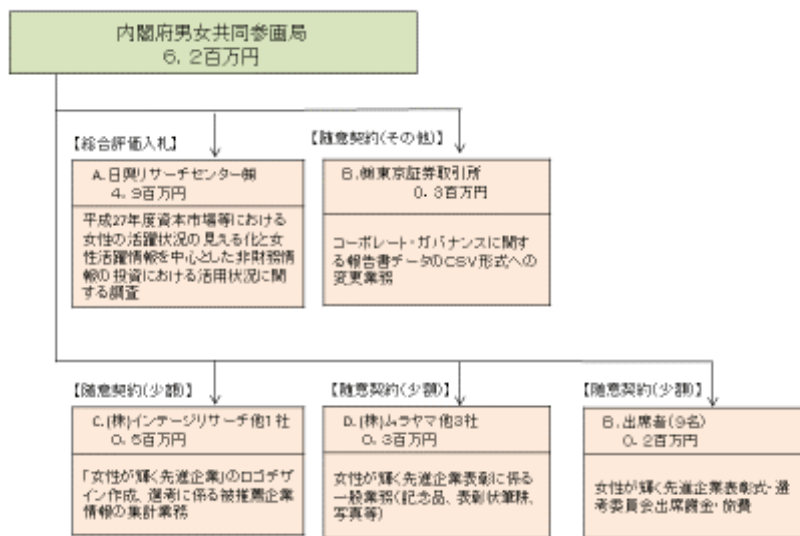 内閣府男女共同参画局
6.2百万円
【総合評価入札】
【随意契約(その他)】
A.日興リサーチセンター㈱
4.9百万円
平成27年度資本市場等における
女性の活躍状況の見える化と女
性活躍情報を中心とした非財務情
報の投資における活用状況に関
する調査
B.㈱東京証券取引所
0.3百万円
コーポレート・ガバナンスに関す
る報告書データのCSV形式への
変更業務
【随意契約(少額)】
【随意契約(少額)】
【随意契約(少額)】
C.(株)インテージリサーチ他1社
0.5百万円
「女性が輝く先進企業」のロゴデザ
イン作成、選考に係る被推薦企業
情報の集計業務
D.(株)ムラヤマ他3社
0.3百万円
女性が輝く先進企業表彰に係る
一般業務(記念品、表彰状筆耕、
写真等)
B.出席者(9名)
0.2百万円
女性が輝く先進企業表彰式・選
考委員会出席謝金・旅費